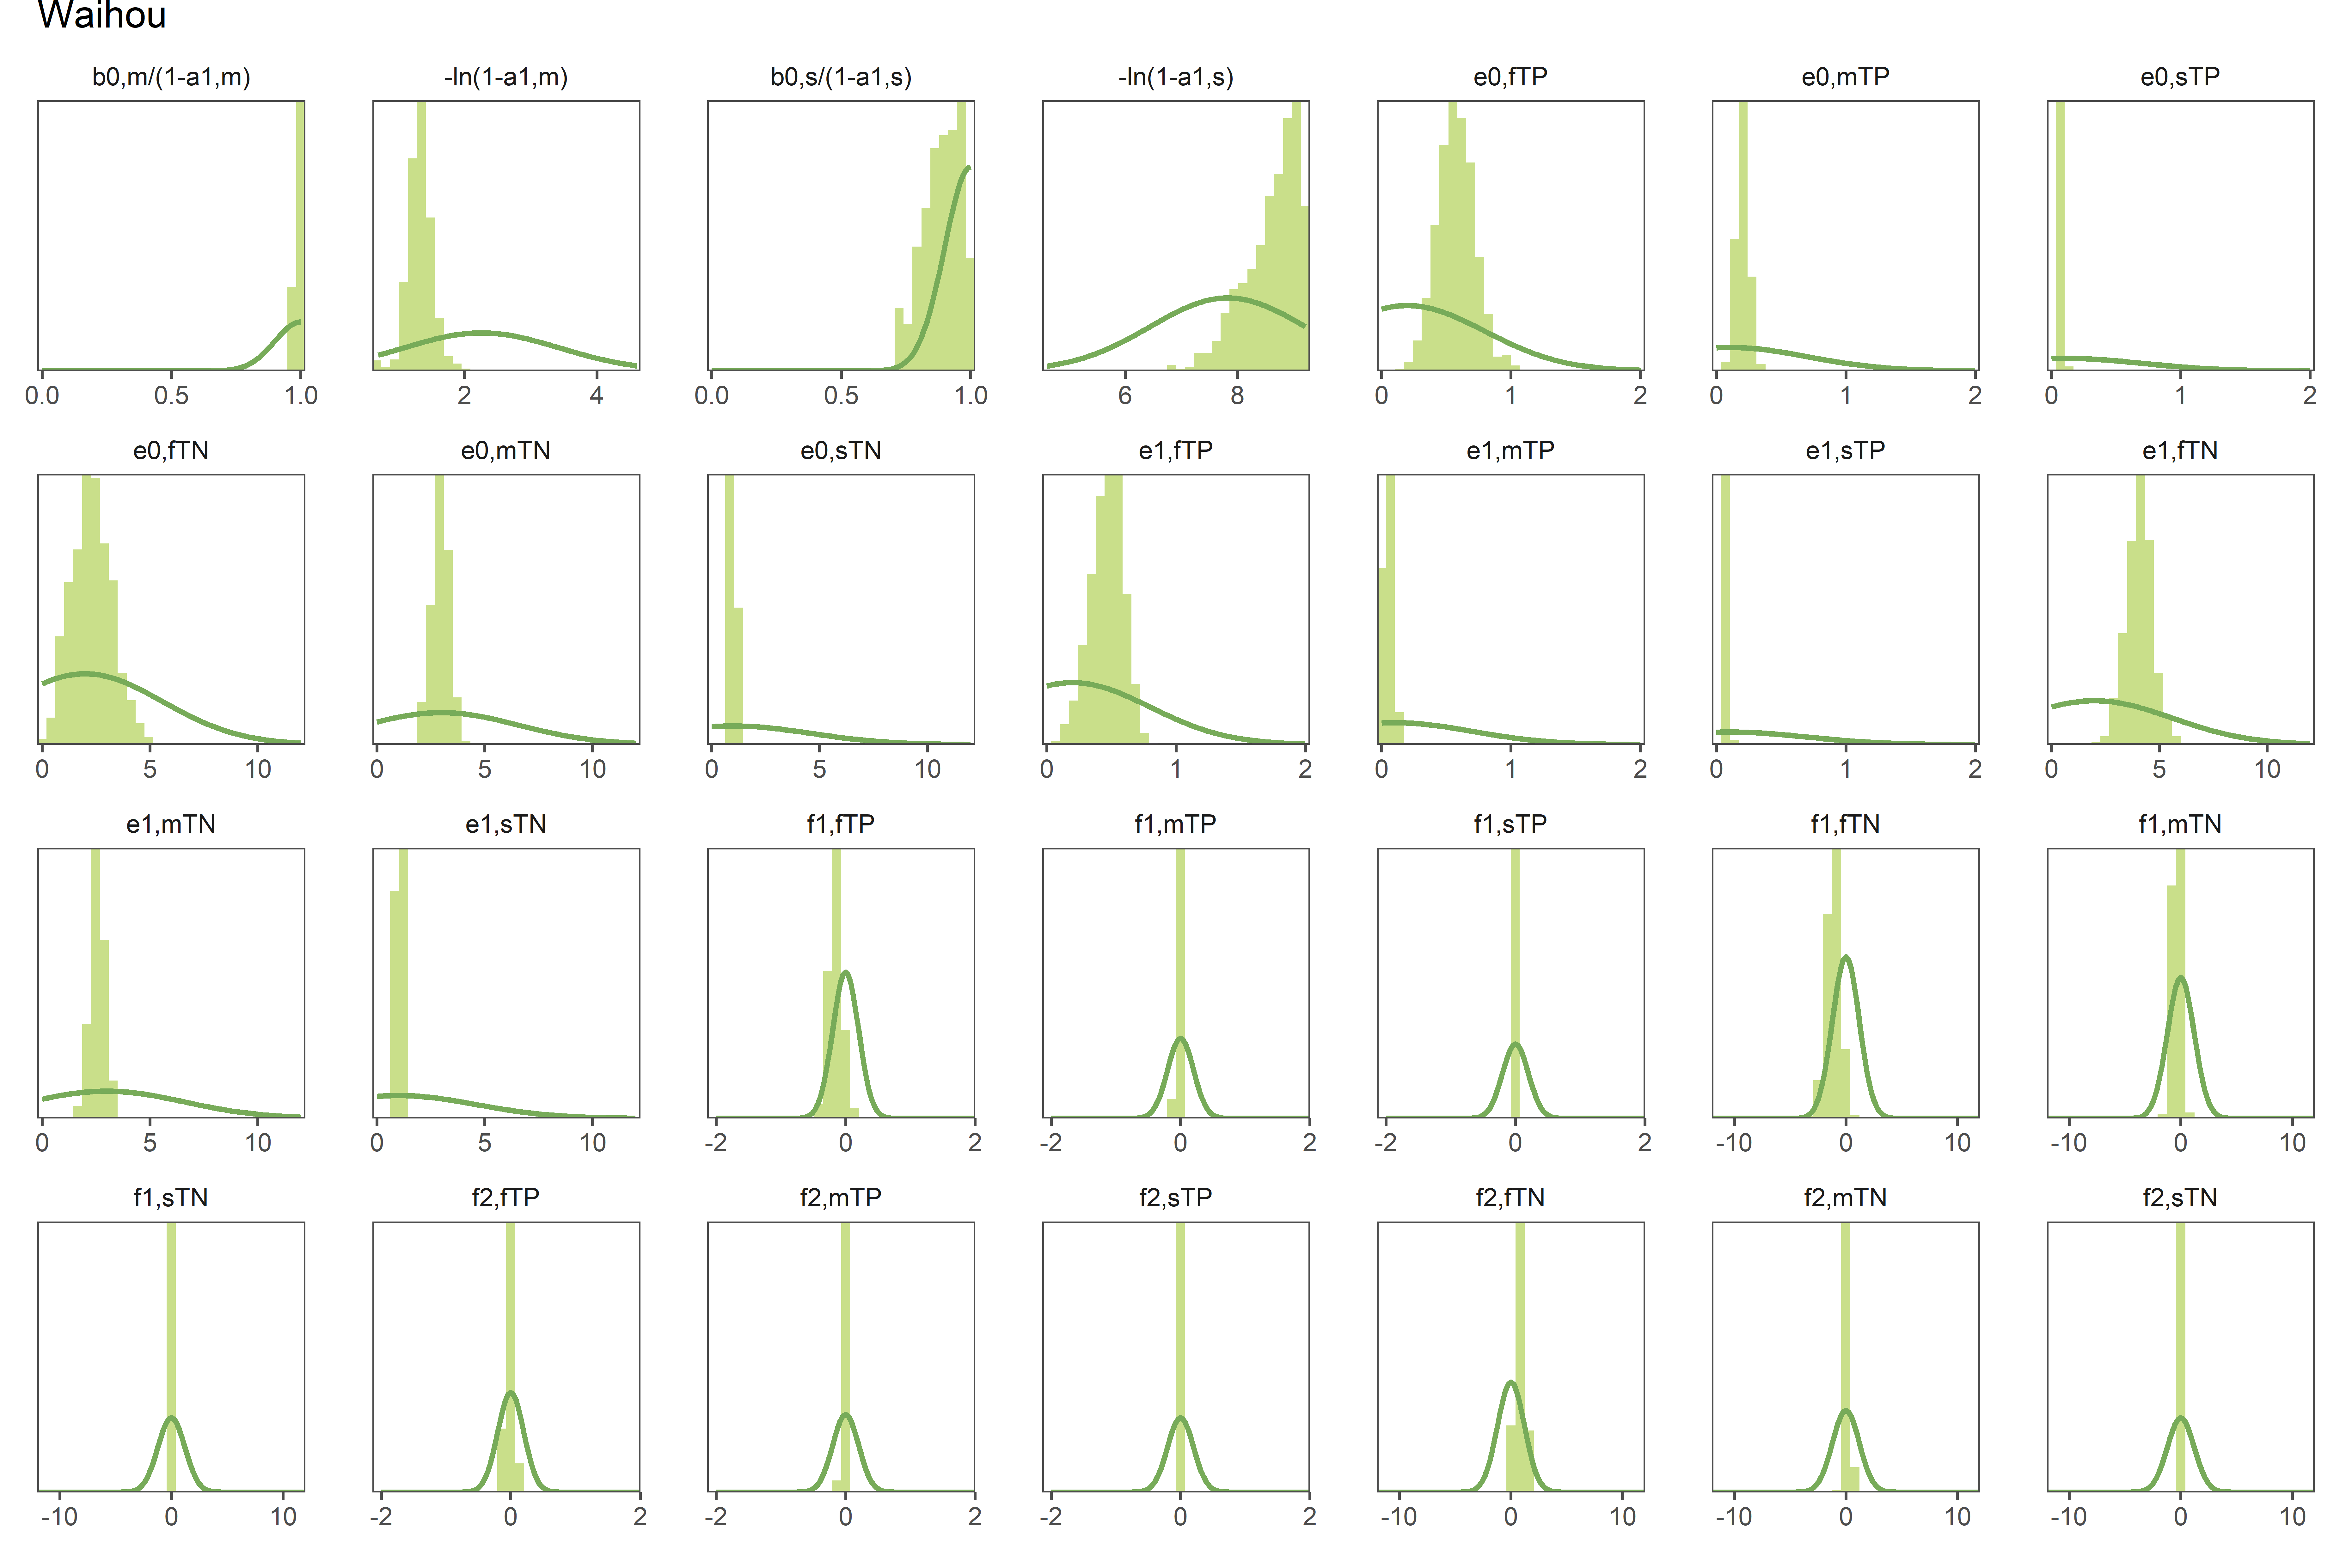 Waihou
b0,m/(1-a1,m) -ln(1-a1,m) b0,s/(1-a1,s) -ln(1-a1,s) e0,fTP e0,mTP e0,sTP
0.0 0.5 1.0 2 4 0.0 0.5 1.0 6 8 0 1 2 0 1 2 0 1 2
e0,fTN e0,mTN e0,sTN e1,fTP e1,mTP e1,sTP e1,fTN
0 5 10 0 5 10 0 5 10 0 1 2 0 1 2 0 1 2 0 5 10
e1,mTN e1,sTN f1,fTP f1,mTP f1,sTP f1,fTN f1,mTN
0 5 10 0 5 10 -2 0 2 -2 0 2 -2 0 2 -10 0 10 -10 0 10
f1,sTN f2,fTP f2,mTP f2,sTP f2,fTN f2,mTN f2,sTN
-10 0 10 -2 0 2 -2 0 2 -2 0 2 -10 0 10 -10 0 10 -10 0 10